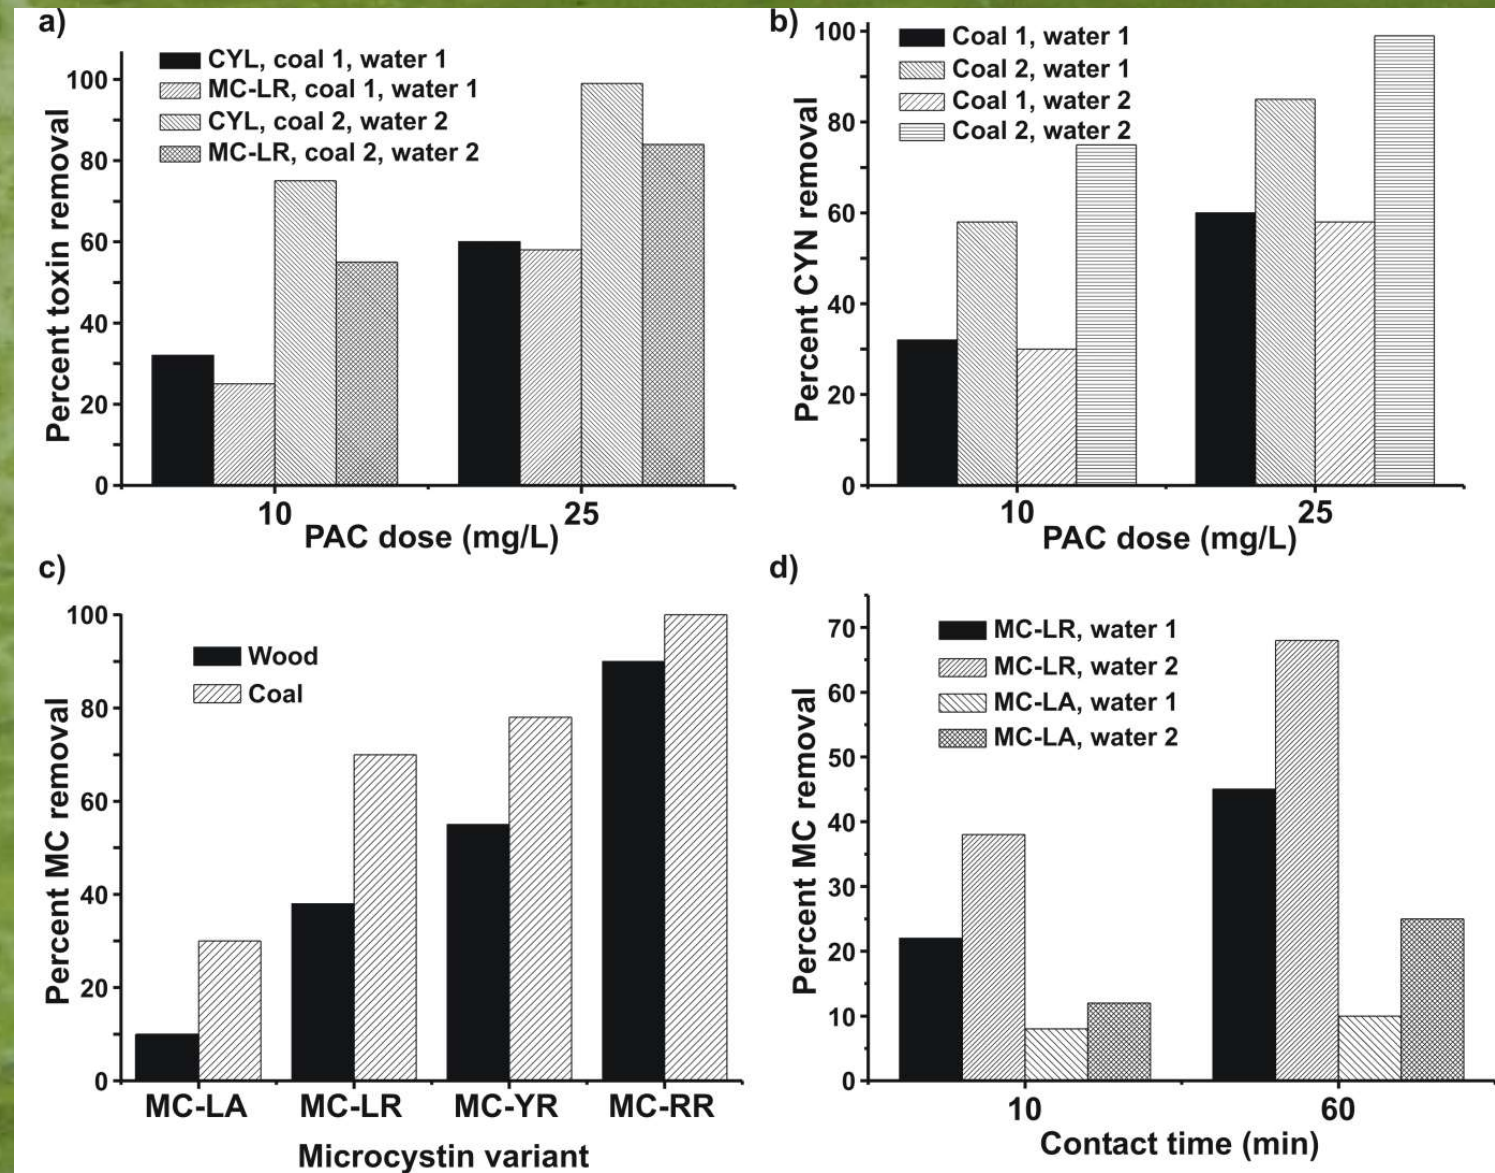 a)
CYL, coal 1, water 1
MC-LR, coal 1, water 1
CYL, coal 2, water 2
MC-LR, coal 2, water 2
Percent toxin removal
100
80
60
40
20
0
10
25
PAC dose (mg/L)
b)
Coal 1, water 1
Coal 2, water 1
Coal 1, water 2
Coal 2, water 2
Percent CYN removal
100
80
60
40
20
0
10
25
PAC dose (mg/L)
c)
Wood
Coal
Percent MC removal
100
80
60
40
20
0
MC-LA
MC-LR
MC-YR
MC-RR
Microcystin variant
d)
MC-LR, water 1
MC-LR, water 2
MC-LA, water 1
MC-LA, water 2
Percent MC removal
70
60
50
40
30
20
10
0
10
60
Contact time (min)